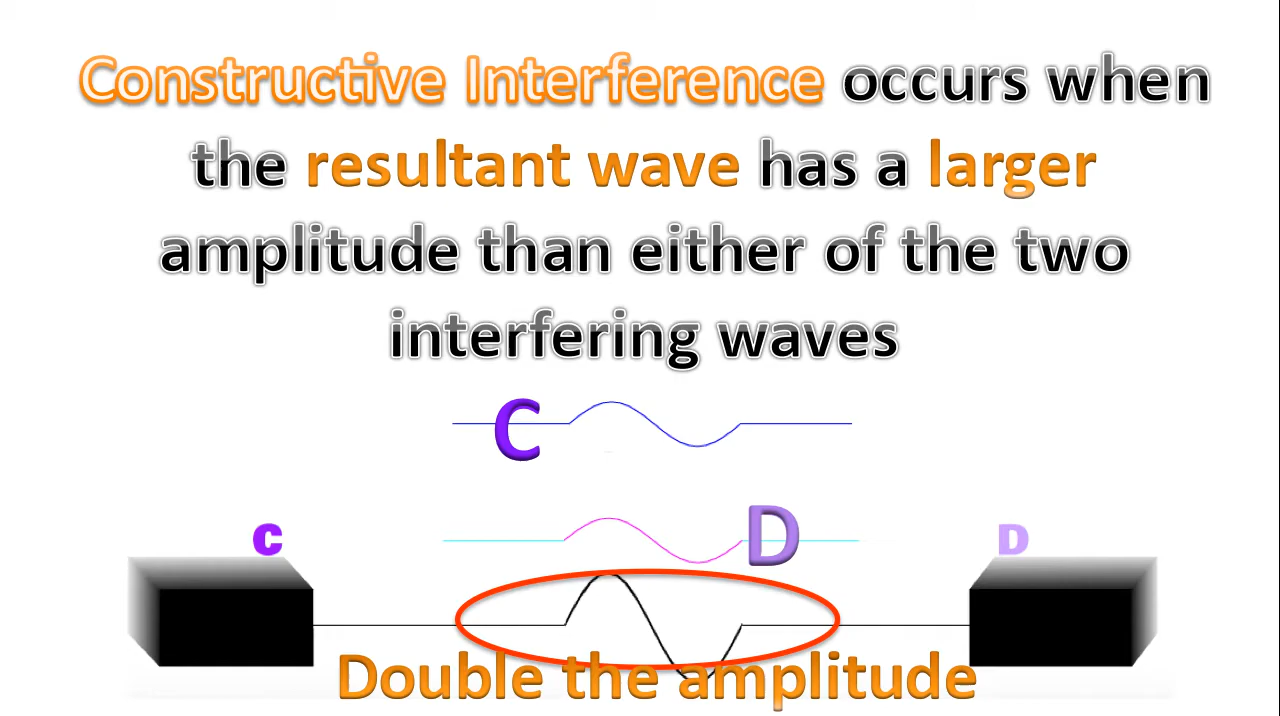 Constructive Interference occurs when
the resultant wave has a larger
amplitude than either of the two
interfering waves
C
D
C
D
Double the amplitude